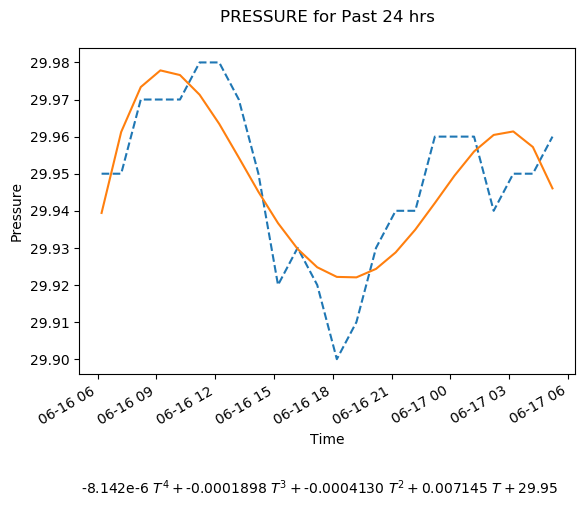 PRESSURE for Past 24 hrs
29.98
29.97
29.96
29.95
29.94
29.93
29.92
29.91
29.90
Pressure
06-16 06 06-16 09 06-16 12 06-16 15 06-16 18 06-16 21 06-17 00 06-17 03 06-17 06
Time
-8.142e-6 T⁴ + -0.0001898 T³ + -0.0004130 T² + 0.007145 T + 29.95